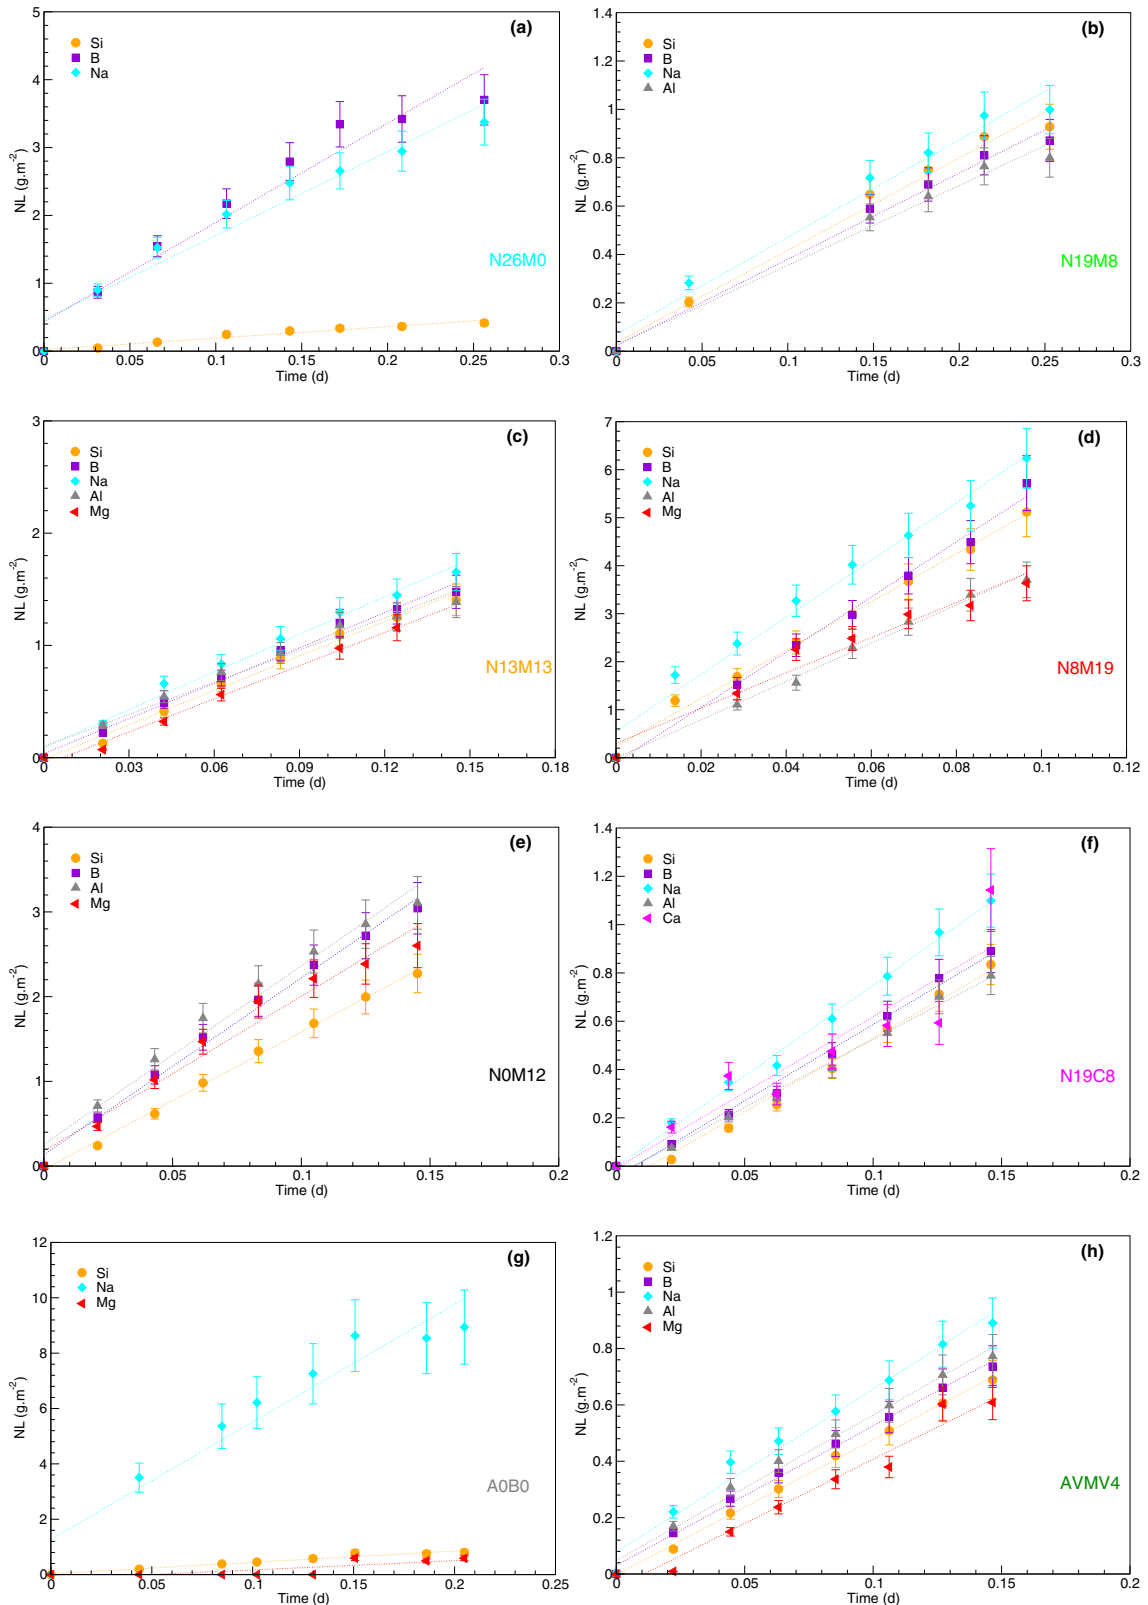 (a)
5
4
3
2
1
0
NL (g.m-2)
Si
B
Na
N26M0
0 0.05 0.1 0.15 0.2 0.25 0.3
Time (d)
(b)
1.4
1.2
1
0.8
0.6
0.4
0.2
0
NL (g.m-2)
Si
B
Na
Al
N19M8
0 0.05 0.1 0.15 0.2 0.25 0.3
Time (d)
(c)
3
2
1
0
NL (g.m-2)
Si
B
Na
Al
Mg
N13M13
0 0.03 0.06 0.09 0.12 0.15 0.18
Time (d)
(d)
7
6
5
4
3
2
1
0
NL (g.m-2)
Si
B
Na
Al
Mg
N8M19
0 0.02 0.04 0.06 0.08 0.1 0.12
Time (d)
(e)
4
3
2
1
0
NL (g.m-2)
Si
B
Al
Mg
N0M12
0 0.05 0.1 0.15 0.2
Time (d)
(f)
1.4
1.2
1
0.8
0.6
0.4
0.2
0
NL (g.m-2)
Si
B
Na
Al
Ca
N19C8
0 0.05 0.1 0.15 0.2
Time (d)
(g)
12
10
8
6
4
2
0
NL (g.m-2)
Si
Na
Mg
A0B0
0 0.05 0.1 0.15 0.2 0.25
Time (d)
(h)
1.2
1
0.8
0.6
0.4
0.2
0
NL (g.m-2)
Si
B
Na
Al
Mg
AVMV4
0 0.05 0.1 0.15 0.2
Time (d)